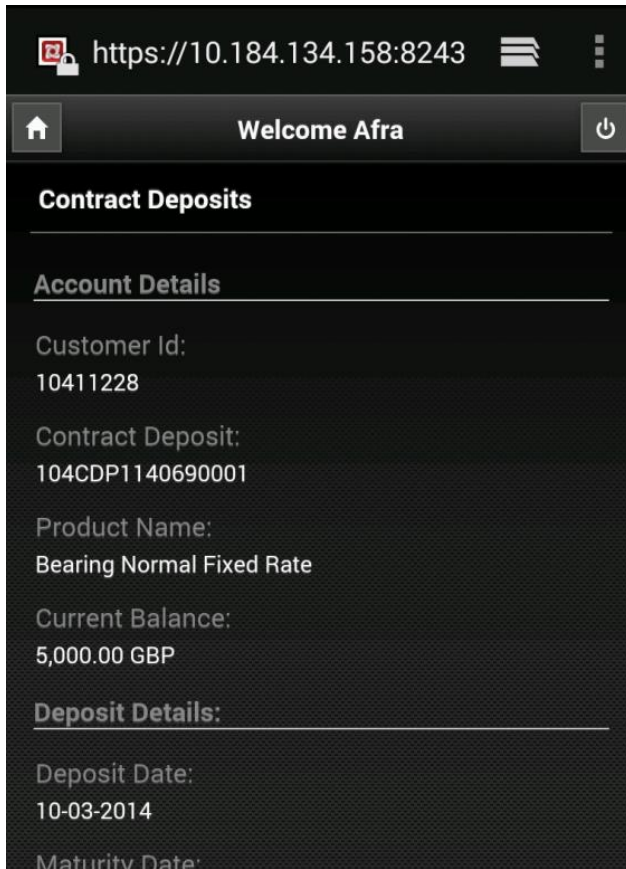 https://10.184.134.158:8243
Welcome Afra
Contract Deposits
Account Details
Customer Id:
10411228
Contract Deposit:
104CDP1140690001
Product Name:
Bearing Normal Fixed Rate
Current Balance:
5,000.00 GBP
Deposit Details:
Deposit Date:
10-03-2014
Maturity Date: